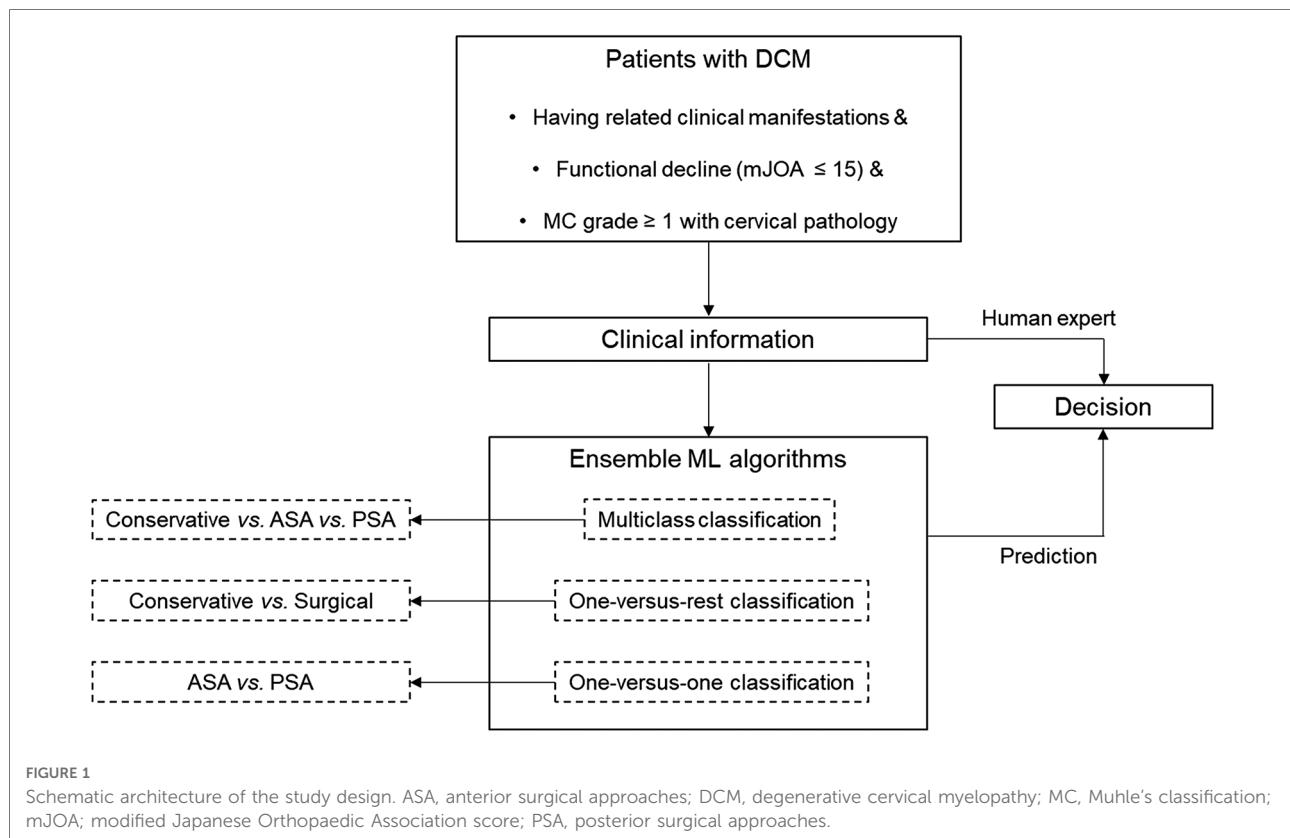 Patients with DCM
• Having related clinical manifestations &
• Functional decline (mJOA ≤ 15) &
• MC grade ≥ 1 with cervical pathology
Clinical information
Human expert
Decision
Ensemble ML algorithms
Conservative vs. ASA vs. PSA
Multiclass classification
Prediction
Conservative vs. Surgical
One-versus-rest classification
ASA vs. PSA
One-versus-one classification
FIGURE 1
Schematic architecture of the study design. ASA, anterior surgical approaches; DCM, degenerative cervical myelopathy; MC, Muhle's classification;
mJOA; modified Japanese Orthopaedic Association score; PSA, posterior surgical approaches.